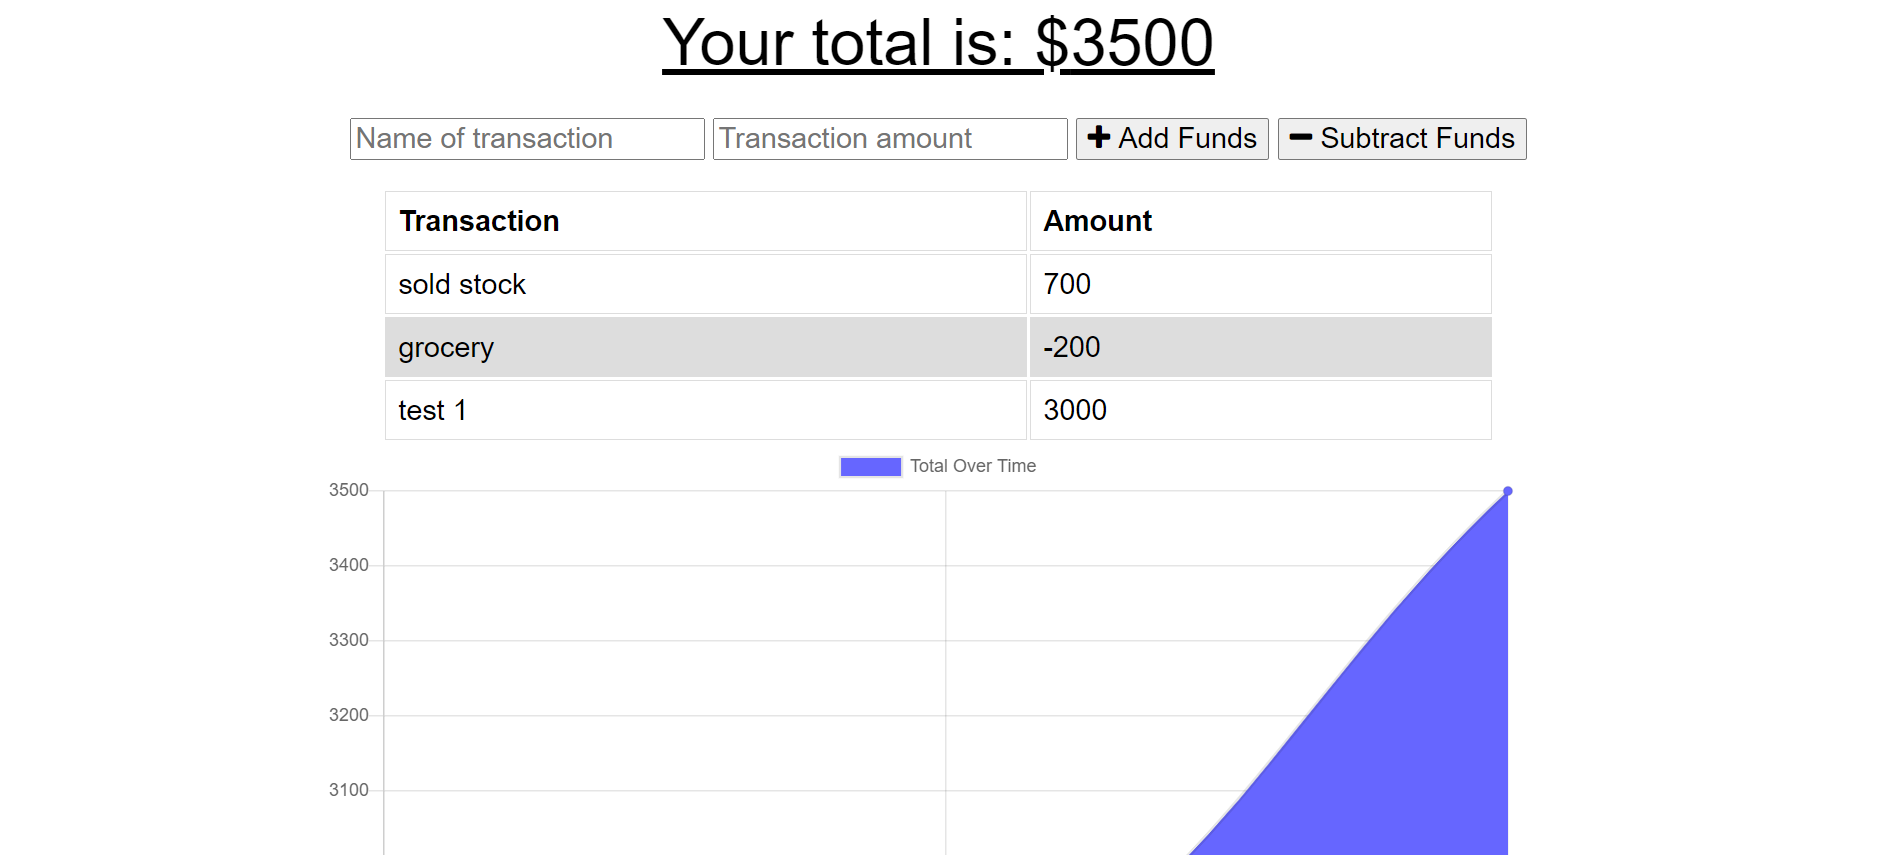 Your total is: $3500
Name of transaction Transaction amount Add Funds Subtract Funds
Transaction Amount
sold stock 700
grocery -200
test 1 3000
Total Over Time
3500
3400
3300
3200
3100